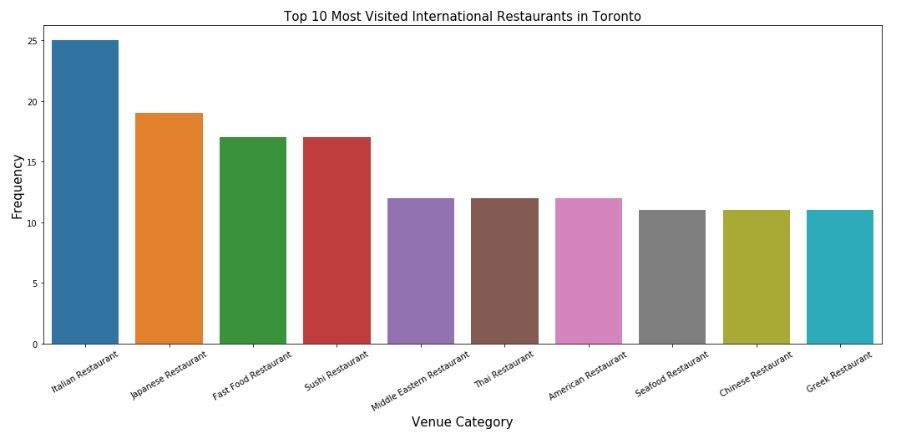 Top 10 Most Visited International Restaurants in Toronto
Frequency
25
20
15
10
5
0
Italian Restaurant
Japanese Restaurant
Fast Food Restaurant
Sushi Restaurant
Middle Eastern Restaurant
Thai Restaurant
American Restaurant
Seafood Restaurant
Chinese Restaurant
Greek Restaurant
Venue Category